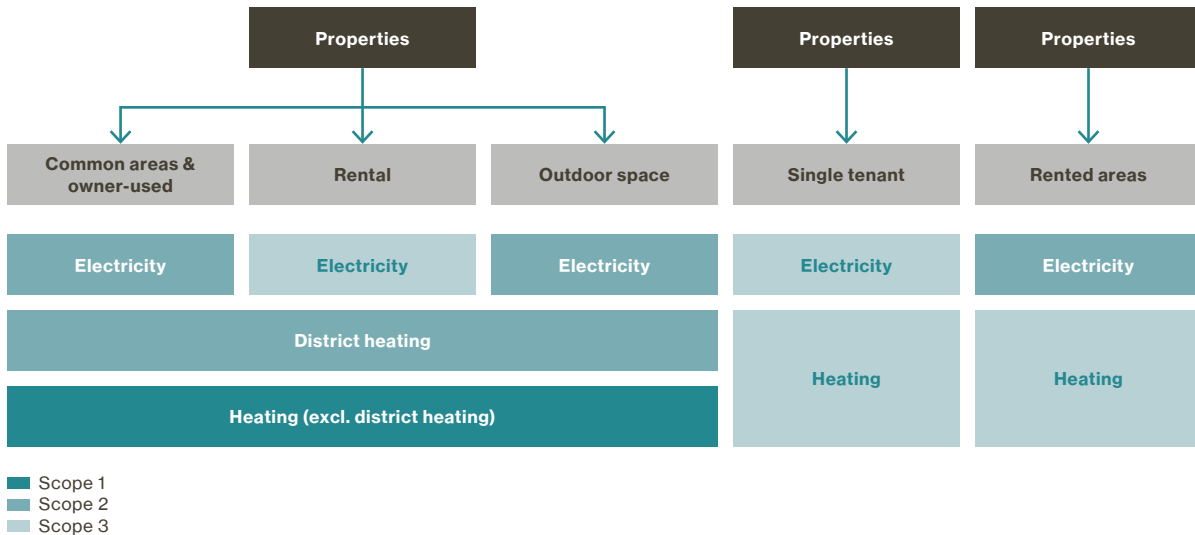 Properties
Properties
Properties
Common areas &
owner-used
Rental
Outdoor space
Single tenant
Rented areas
Electricity
Electricity
Electricity
Electricity
Electricity
District heating
Heating
Heating
Heating (excl. district heating)
Scope 1
Scope 2
Scope 3